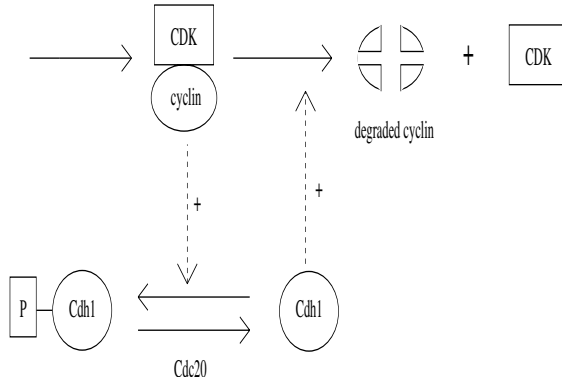 CDK
cyclin
+
CDK
degraded cyclin
+
+
P
Cdh1
Cdh1
Cdc20